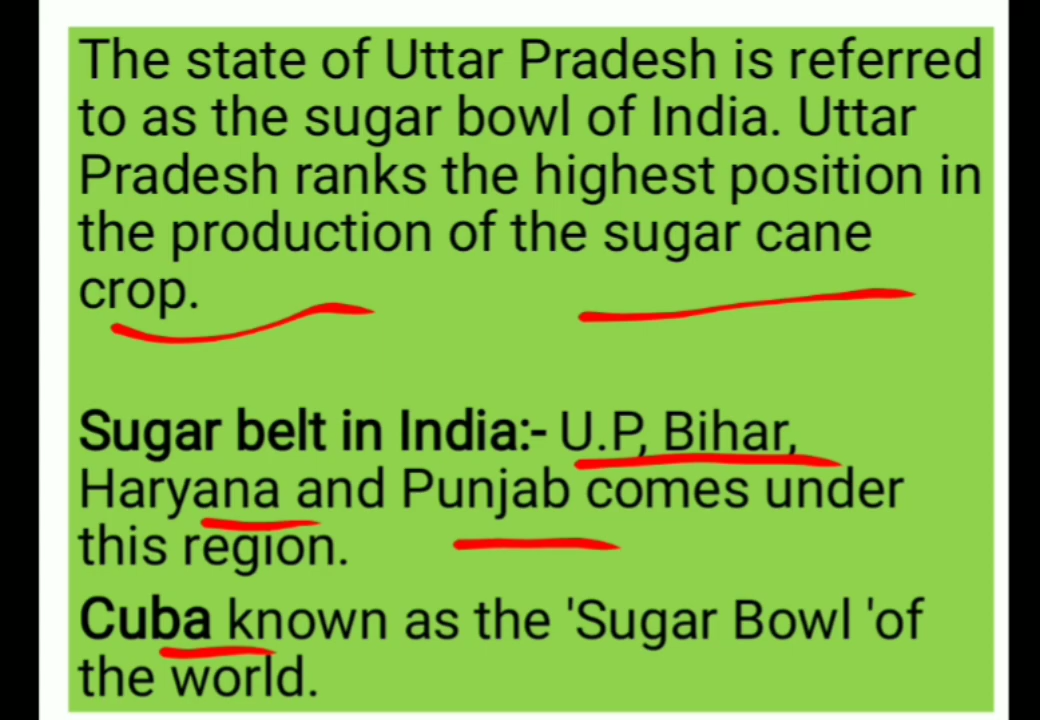 The state of Uttar Pradesh is referred
to as the sugar bowl of India. Uttar
Pradesh ranks the highest position in
the production of the sugar cane
crop.
Sugar belt in India:- U.P, Bihar,
Haryana and Punjab comes under
this region.
Cuba known as the 'Sugar Bowl 'of
the world.